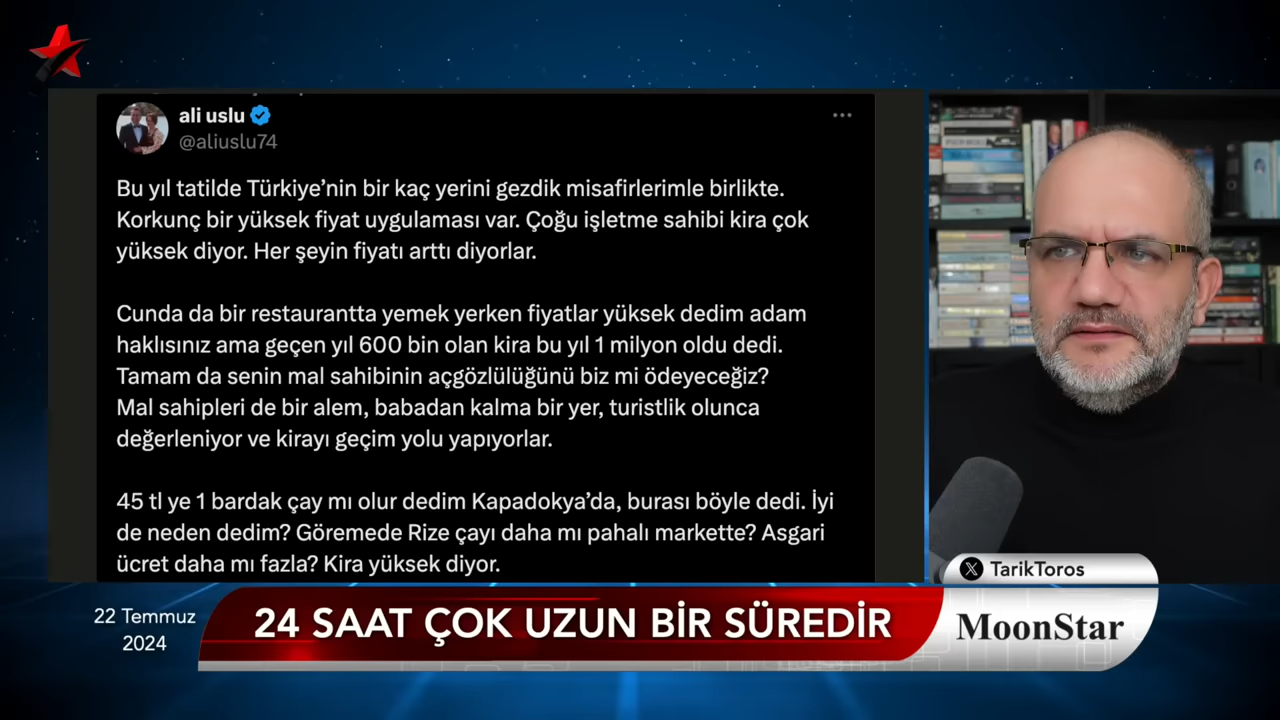 ali uslu
@aliuslu74
Bu yıl tatilde Türkiye’nin bir kaç yerini gezdik misafirlerimle birlikte.
Korkunç bir yüksek fiyat uygulaması var. Çoğu işletme sahibi kira çok
yüksek diyor. Her şeyin fiyatı arttı diyorlar.
Cunda da bir restaurantta yemek yerken fiyatlar yüksek dedim adam
haklısınız ama geçen yıl 600 bin olan kira bu yıl 1 milyon oldu dedi.
Tamam da senin mal sahibinin açgözlülüğünü biz mi ödeyeceğiz?
Mal sahipleri de bir alem, babadan kalma bir yer, turistlik olunca
değerleniyor ve kirayı geçim yolu yapıyorlar.
45 tl ye 1 bardak çay mı olur dedim Kapadokya’da, burası böyle dedi. İyi
de neden dedim? Göremede Rize çayı daha mı pahalı markette? Asgari
ücret daha mı fazla? Kira yüksek diyor.
X TarikToros
22 Temmuz
2024
24 SAAT ÇOK UZUN BİR SÜREDİR
MoonStar